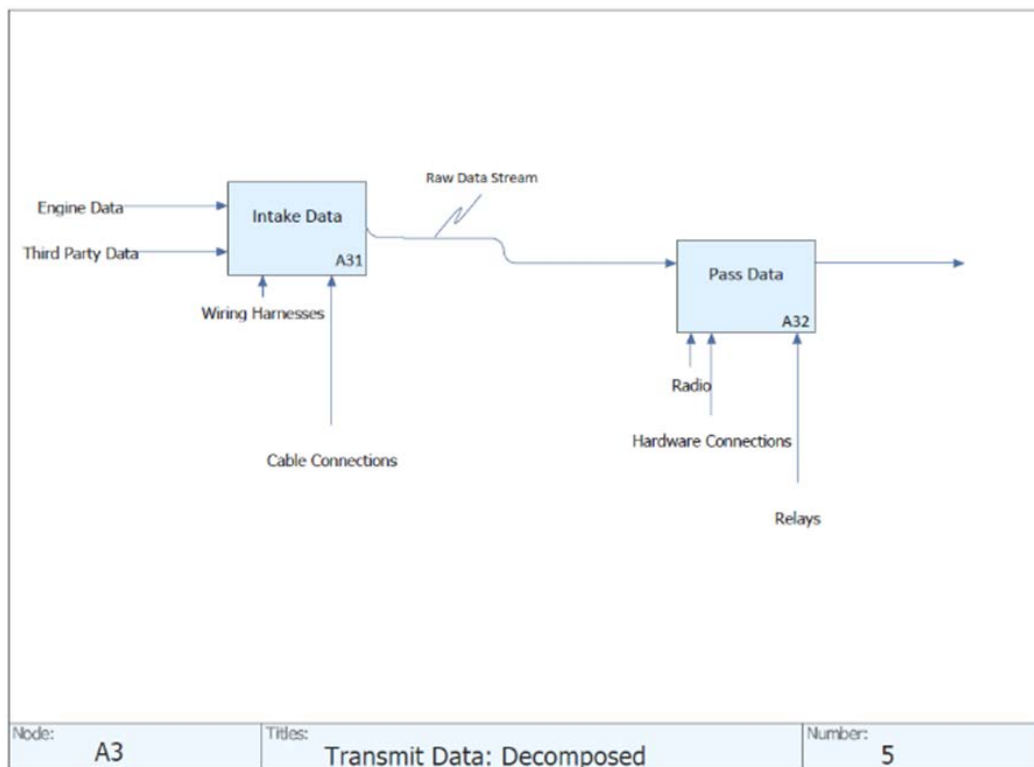 Raw Data Stream
Engine Data
Intake Data
Third Party Data
A31
Pass Data
Wiring Harnesses
A32
Radio
Hardware Connections
Cable Connections
Relays
Node:
A3
Titles:
Transmit Data: Decomposed
Number:
5